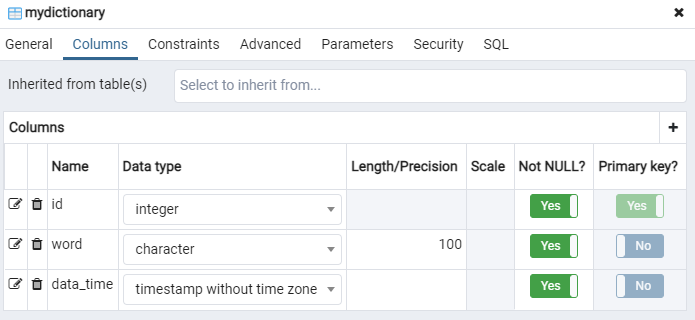 mydictionary
General Columns Constraints Advanced Parameters Security SQL
Inherited from table(s) Select to inherit from...
Columns
Name Data type Length/Precision Scale Not NULL? Primary key?
id integer Yes Yes
word character 100 Yes No
data_time timestamp without time zone Yes No